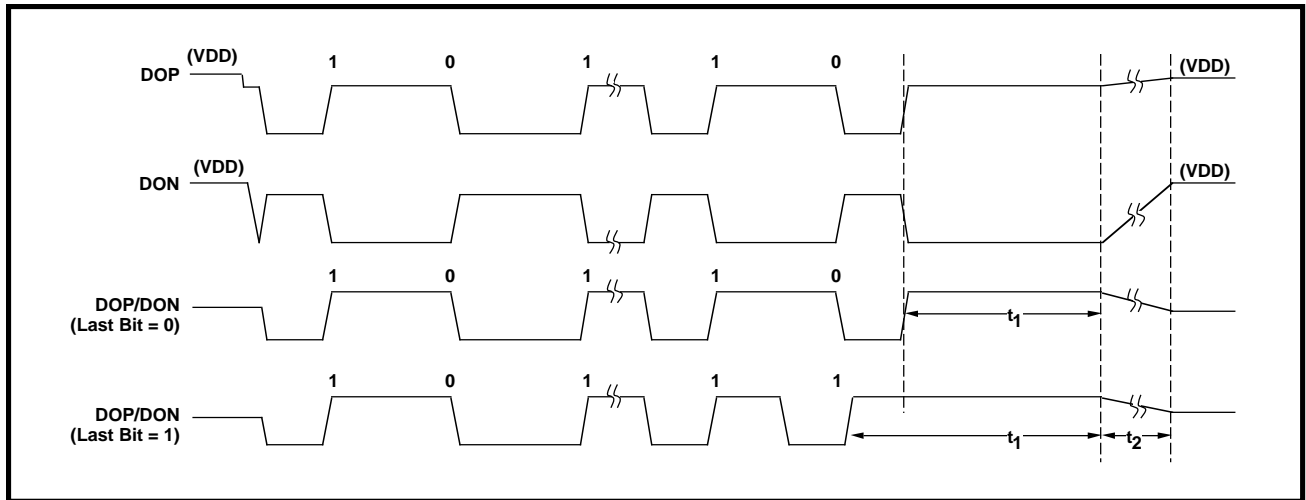 (VDD)
DOP
1 0 1 1 0
(VDD)
(VDD)
DON
(VDD)
1 0 1 1 0
DOP/DON
(Last Bit = 0)
t1
1 0 1 1 1
DOP/DON
(Last Bit = 1)
t1
t2